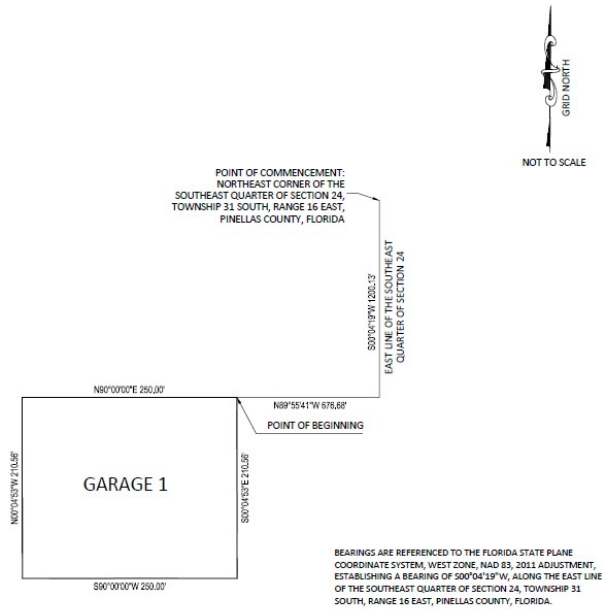 GRID NORTH
NOT TO SCALE
POINT OF COMMENCEMENT:
NORTHEAST CORNER OF THE
SOUTHEAST QUARTER OF SECTION 24,
TOWNSHIP 31 SOUTH, RANGE 16 EAST,
PINELLAS COUNTY, FLORIDA
S00°04'19"W 1200.13'
EAST LINE OF THE SOUTHEAST
QUARTER OF SECTION 24
N90°00'00"E 250.00'
N89°55'41"W 676.68'
POINT OF BEGINNING
N00°04'53"W 210.56'
GARAGE 1
S00°04'53"E 210.56'
S90°00'00"W 250.00'
BEARINGS ARE REFERENCED TO THE FLORIDA STATE PLANE
COORDINATE SYSTEM, WEST ZONE, NAD 83, 2011 ADJUSTMENT,
ESTABLISHING A BEARING OF S00°04'19"W, ALONG THE EAST LINE
OF THE SOUTHEAST QUARTER OF SECTION 24, TOWNSHIP 31
SOUTH, RANGE 16 EAST, PINELLAS COUNTY, FLORIDA.